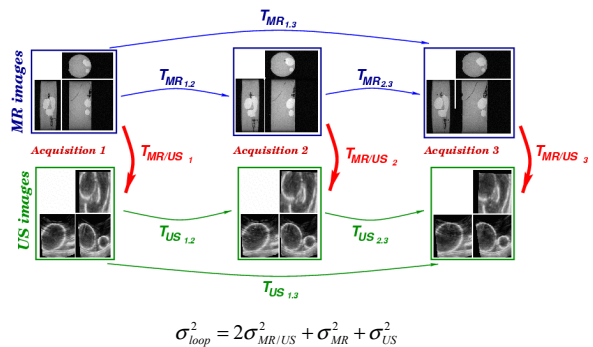 T_MR 1.3
MR images
T_MR 1.2
T_MR 2.3
Acquisition 1
T_MR/US 1
Acquisition 2
T_MR/US 2
Acquisition 3
T_MR/US 3
US images
T_US 1.2
T_US 2.3
T_US 1.3
σ²_loop = 2σ²_MR/US + σ²_MR + σ²_US